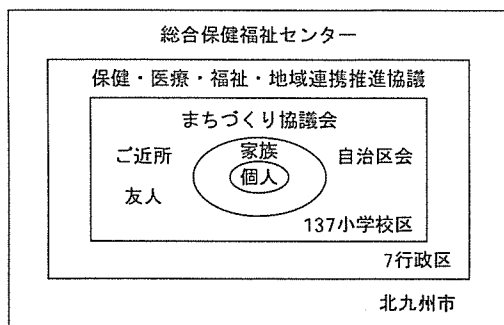 総合保健福祉センター
保健・医療・福祉・地域連携推進協議
まちづくり協議会
ご近所
家族
自治区会
個人
友人
137小学校区
7行政区
北九州市